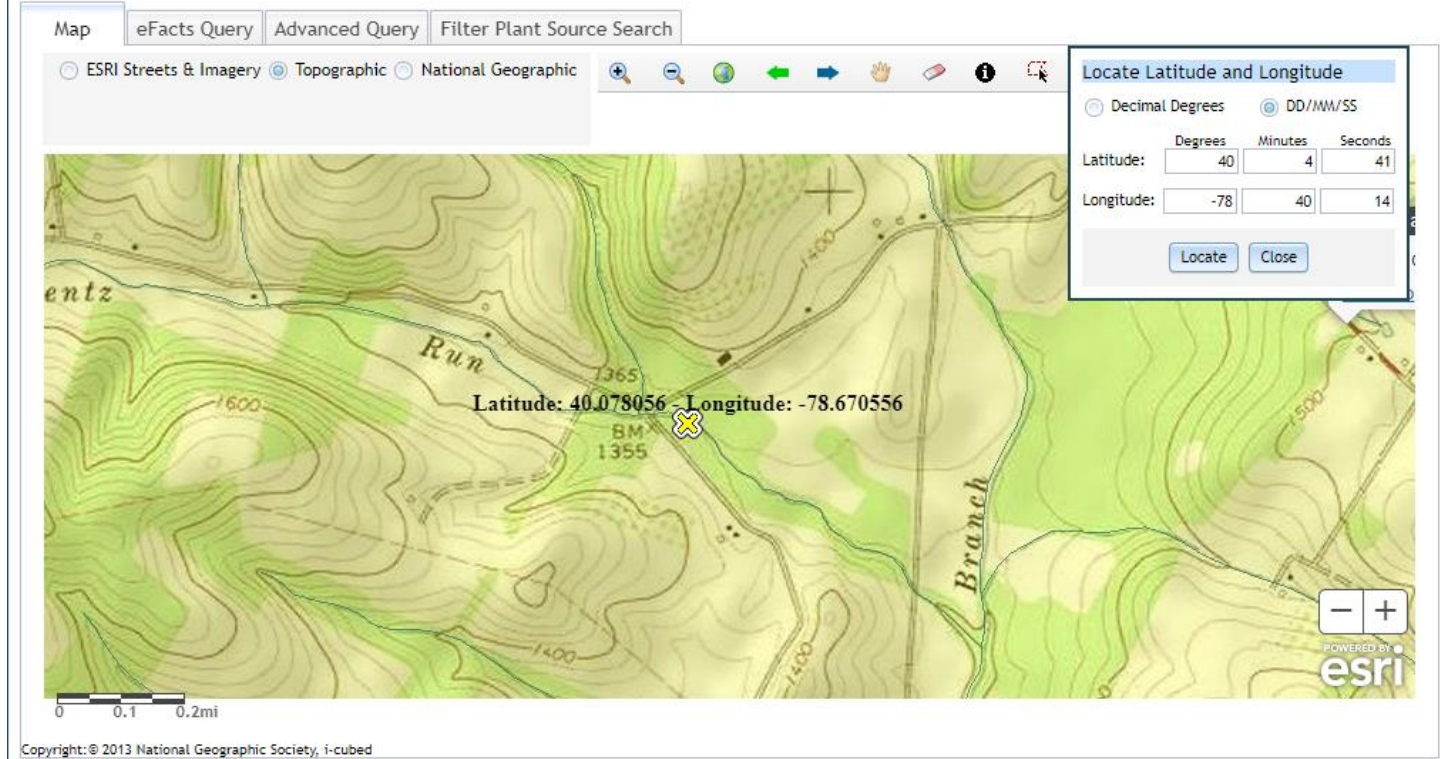 Map eFacts Query Advanced Query Filter Plant Source Search
ESRI Streets & Imagery Topographic National Geographic
Locate Latitude and Longitude
Decimal Degrees DD/MM/SS
Degrees Minutes Seconds
Latitude: 40 4 41
Longitude: -78 40 14
Locate Close
1400
entz
Run
1365
1600
Latitude: 40.078056 - Longitude: -78.670556
BM
1355
1500
Branch
1400
1400
POWERED BY
esri
0 0.1 0.2mi
Copyright:© 2013 National Geographic Society, i-cubed